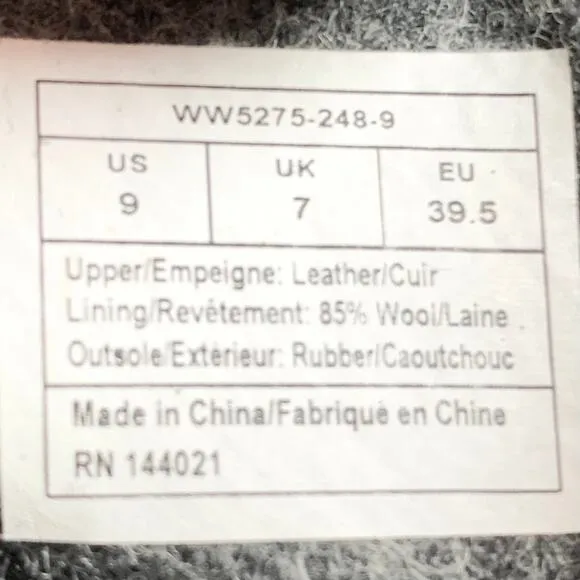 WW5275-248-9
US UK EU
9 7 39.5
Upper/Empeigne: Leather/Cuir
Lining/Revêtement: 85% Wool/Laine
Outsole/Extérieur: Rubber/Caoutchouc
Made in China/Fabriqué en Chine
RN 144021